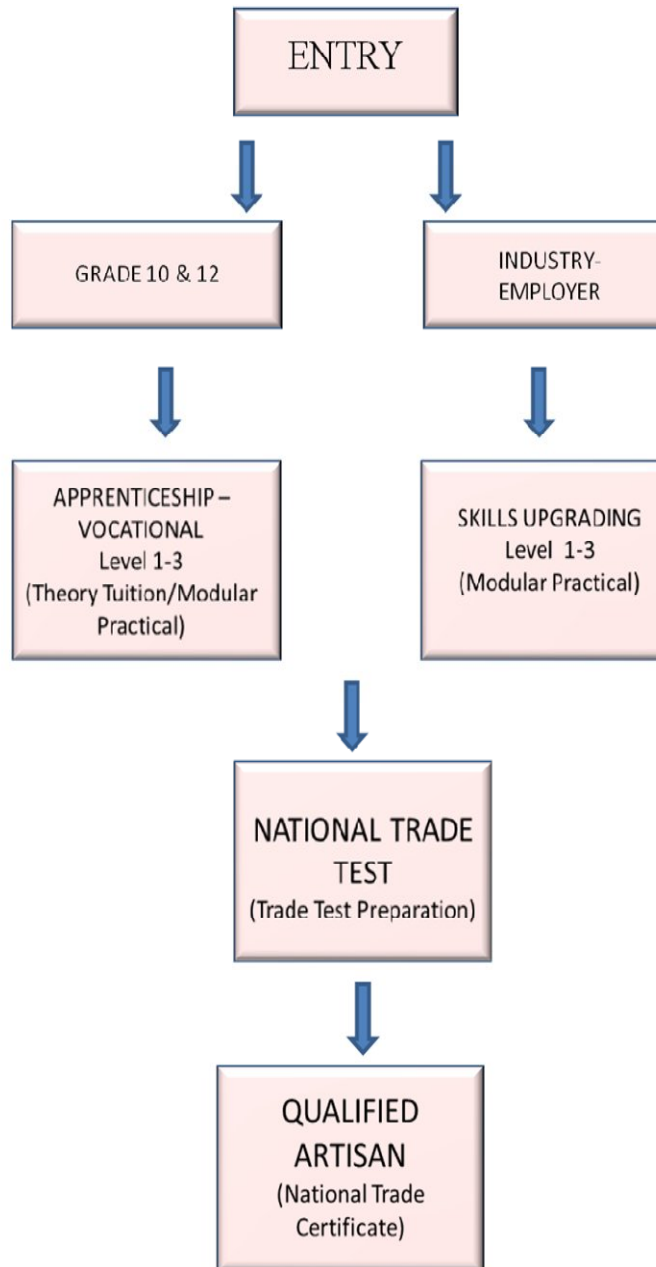 ENTRY
GRADE 10 & 12
INDUSTRY-
EMPLOYER
APPRENTICESHIP –
VOCATIONAL
Level 1-3
(Theory Tuition/Modular
Practical)
SKILLS UPGRADING
Level 1-3
(Modular Practical)
NATIONAL TRADE
TEST
(Trade Test Preparation)
QUALIFIED
ARTISAN
(National Trade
Certificate)